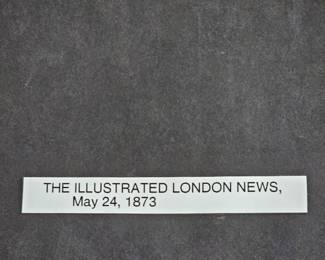 THE ILLUSTRATED LONDON NEWS,
May 24, 1873